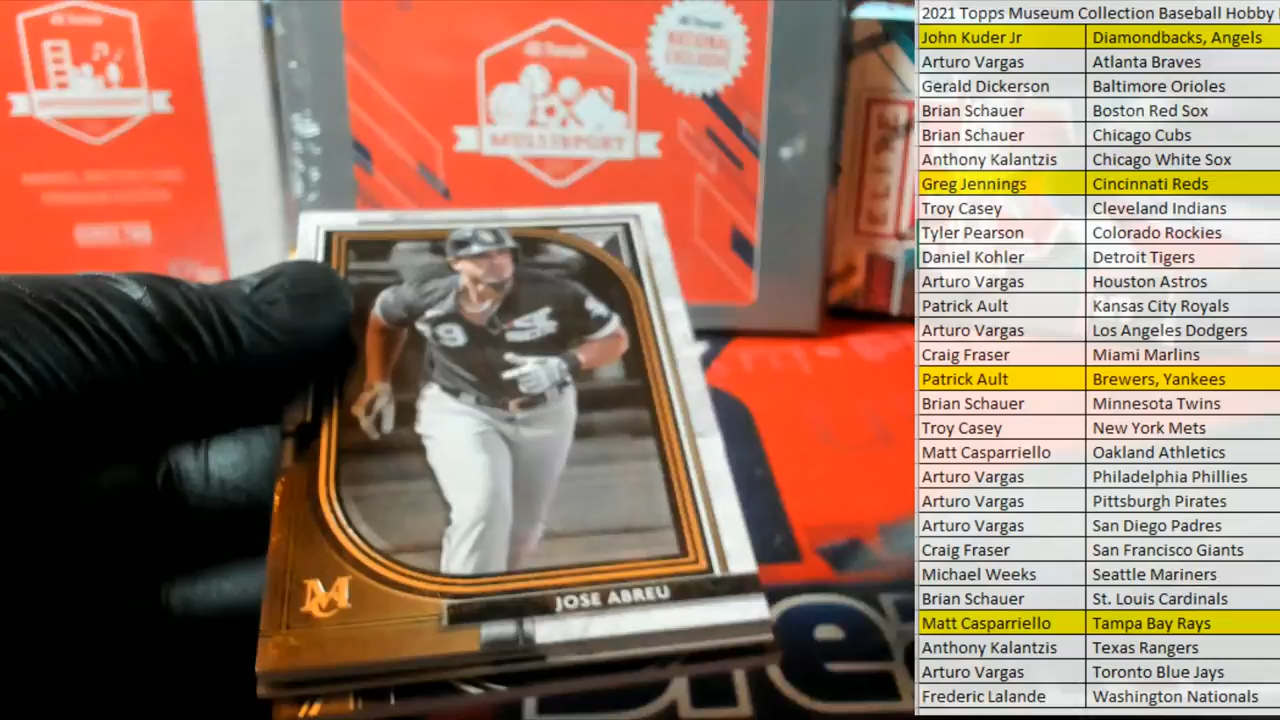 2021 Topps Museum Collection Baseball Hobby
John Kuder Jr Diamondbacks, Angels
Arturo Vargas Atlanta Braves
Gerald Dickerson Baltimore Orioles
Brian Schauer Boston Red Sox
Brian Schauer Chicago Cubs
Anthony Kalantzis Chicago White Sox
Greg Jennings Cincinnati Reds
Troy Casey Cleveland Indians
Tyler Pearson Colorado Rockies
Daniel Kohler Detroit Tigers
Arturo Vargas Houston Astros
Patrick Ault Kansas City Royals
Arturo Vargas Los Angeles Dodgers
Craig Fraser Miami Marlins
Patrick Ault Brewers, Yankees
Brian Schauer Minnesota Twins
Troy Casey New York Mets
Matt Casparriello Oakland Athletics
Arturo Vargas Philadelphia Phillies
Arturo Vargas Pittsburgh Pirates
Arturo Vargas San Diego Padres
Craig Fraser San Francisco Giants
Michael Weeks Seattle Mariners
Brian Schauer St. Louis Cardinals
Matt Casparriello Tampa Bay Rays
Anthony Kalantzis Texas Rangers
Arturo Vargas Toronto Blue Jays
Frederic Lalande Washington Nationals
NATIONAL
EXCLUSIVE
MULTISPORT
ELITE
79
MC
JOSE ABREU